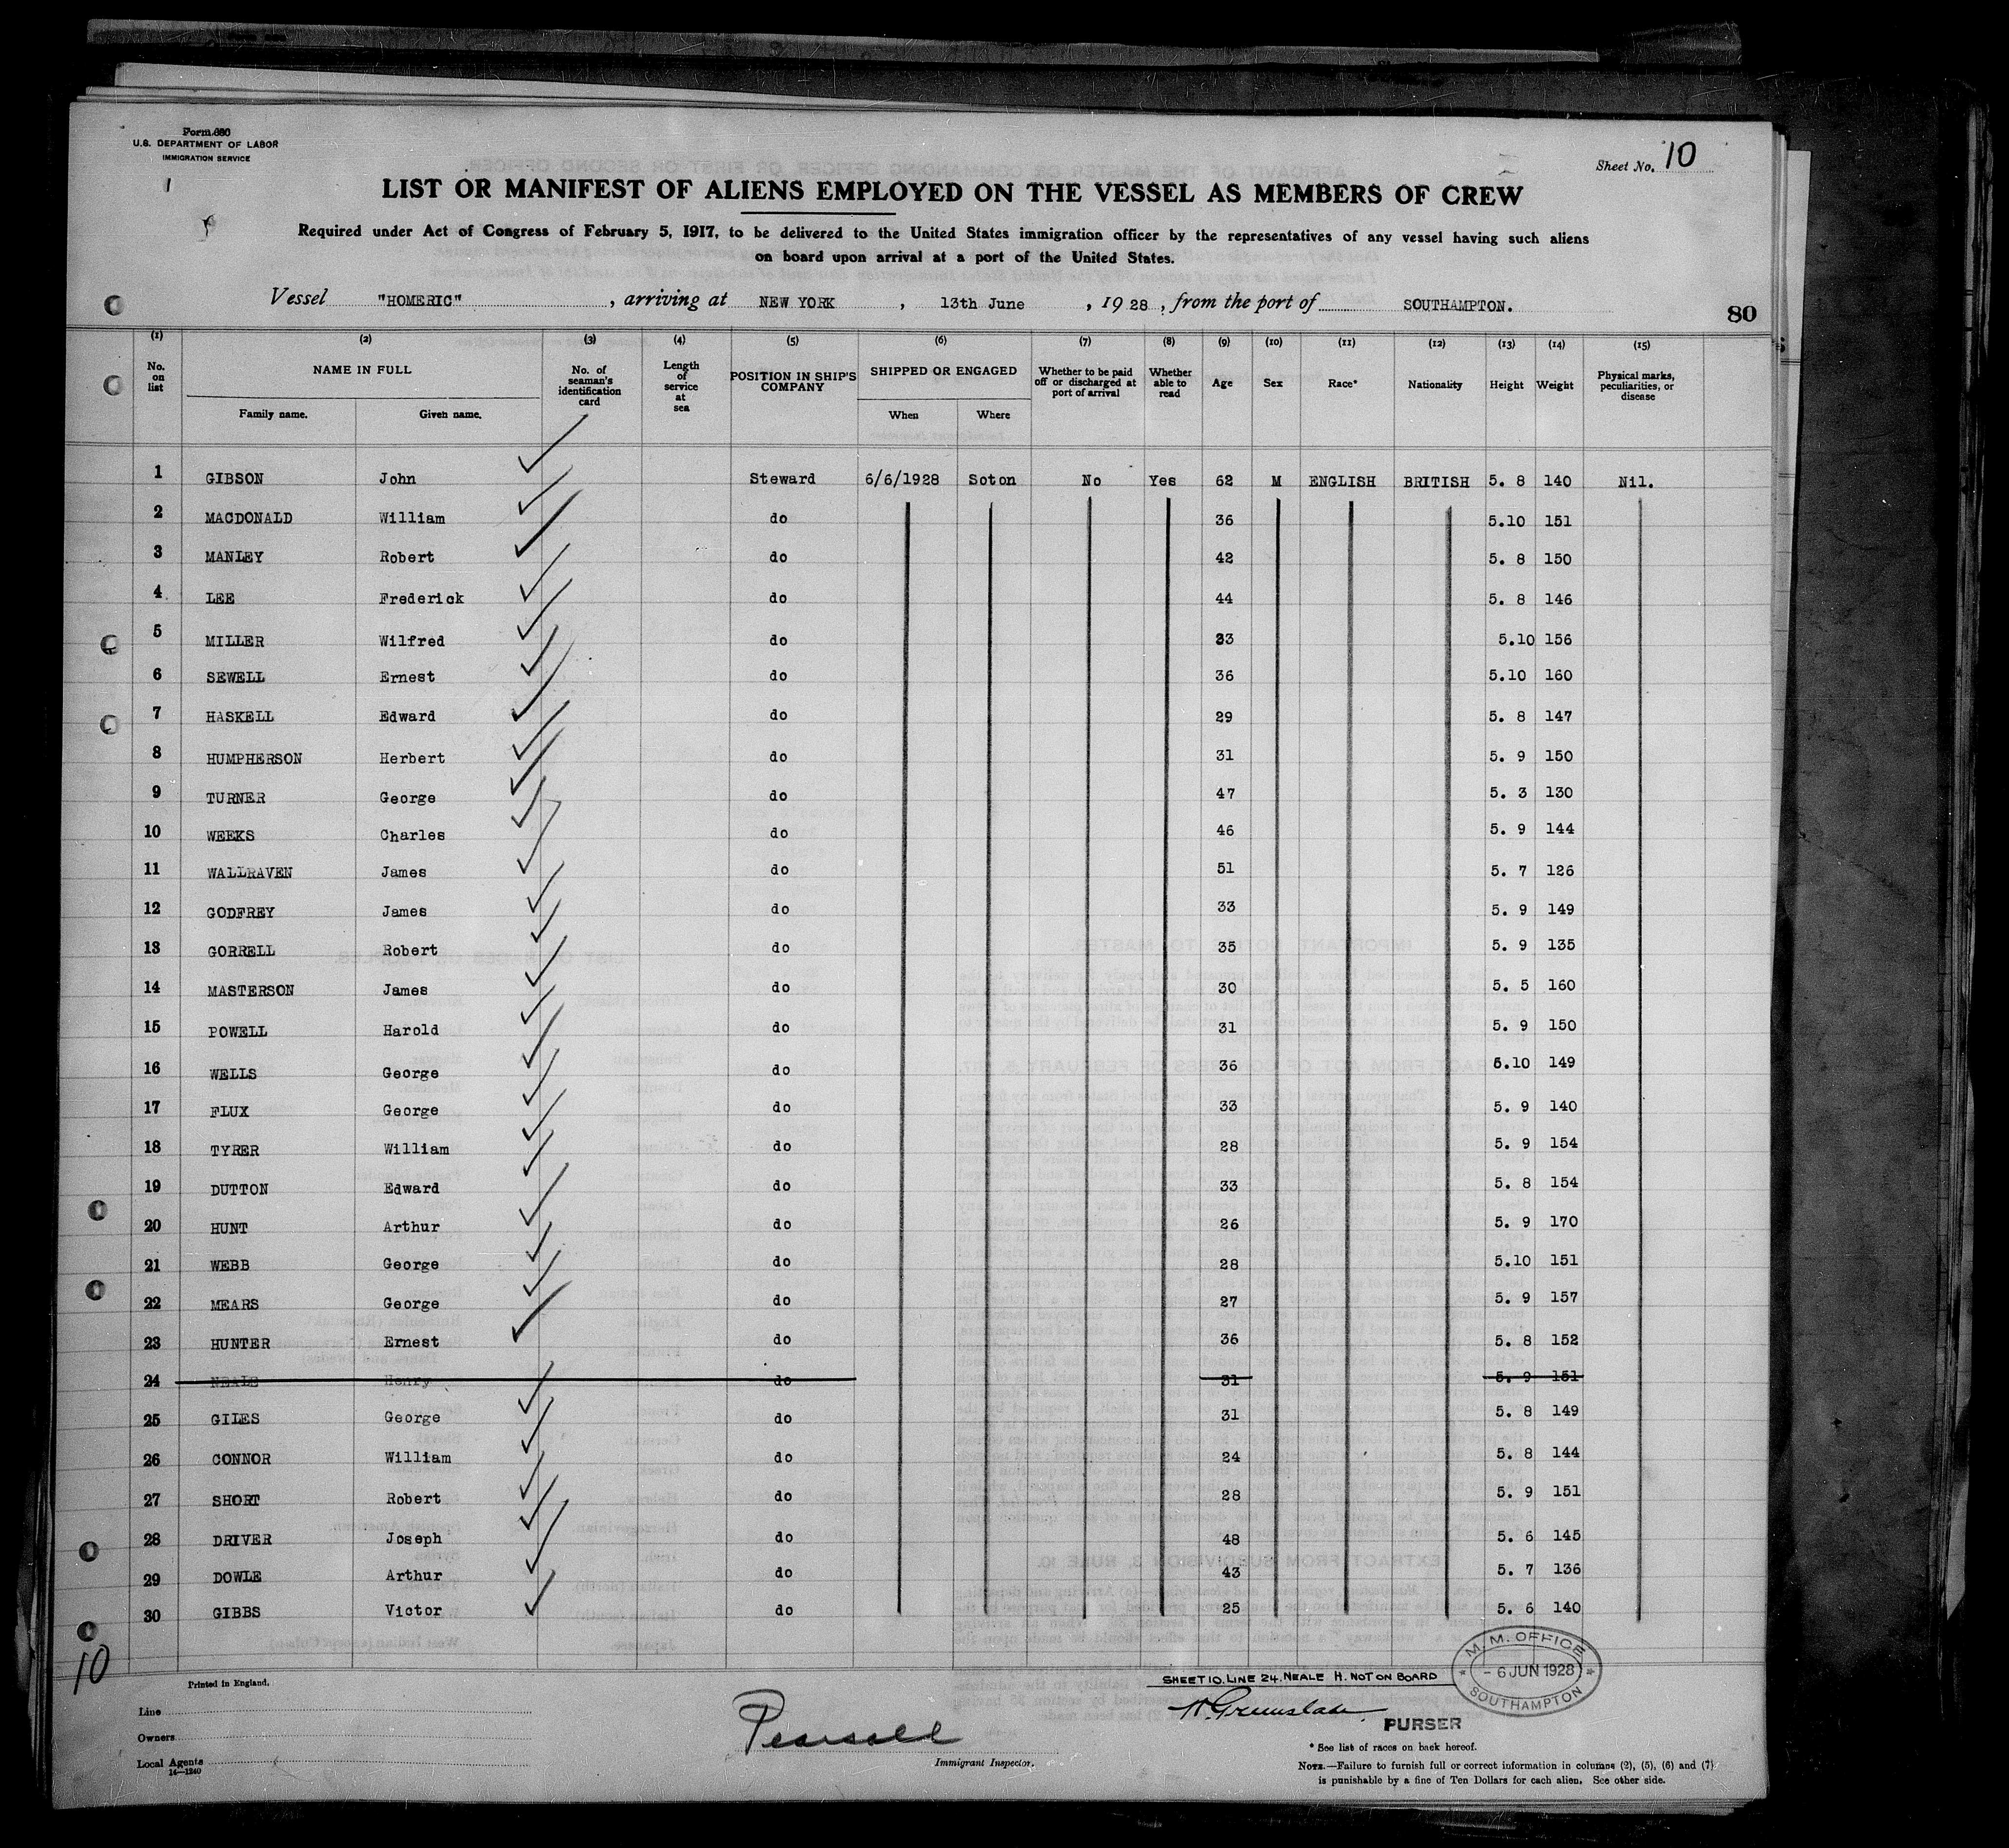 Form 680
U.S. DEPARTMENT OF LABOR
IMMIGRATION SERVICE
Sheet No. 10
LIST OR MANIFEST OF ALIENS EMPLOYED ON THE VESSEL AS MEMBERS OF CREW
Required under Act of Congress of February 5, 1917, to be delivered to the United States immigration officer by the representatives of any vessel having such aliens
on board upon arrival at a port of the United States.
Vessel "HOMERIC", arriving at NEW YORK, 13th June, 1928, from the port of SOUTHAMPTON.
80
(1) (2) (3) (4) (5) (6) (7) (8) (9) (10) (11) (12) (13) (14) (15)
No. on list NAME IN FULL Family name. Given name. No. of seaman's identification card Length of service at sea POSITION IN SHIP'S COMPANY SHIPPED OR ENGAGED When Where Whether to be paid off or discharged at port of arrival Whether able to read Age Sex Race* Nationality Height Weight Physical marks, peculiarities, or disease
1 GIBSON John Steward 6/6/1928 Soton No Yes 62 M ENGLISH BRITISH 5. 8 140 Nil.
2 MACDONALD William do 36 5.10 151
3 MANLEY Robert do 42 5. 8 150
4 LEE Frederick do 44 5. 8 146
5 MILLER Wilfred do 33 5.10 156
6 SEWELL Ernest do 36 5.10 160
7 HASKELL Edward do 29 5. 8 147
8 HUMPHERSON Herbert do 31 5. 9 150
9 TURNER George do 47 5. 3 130
10 WEEKS Charles do 46 5. 9 144
11 WALLRAVEN James do 51 5. 7 126
12 GODFREY James do 33 5. 9 149
13 GORRELL Robert do 35 5. 9 135
14 MASTERSON James do 30 5. 5 160
15 POWELL Harold do 31 5. 9 150
16 WELLS George do 36 5.10 149
17 FLUX George do 33 5. 9 140
18 TYRER William do 28 5. 9 154
19 DUTTON Edward do 33 5. 8 154
20 HUNT Arthur do 26 5. 9 170
21 WEBB George do 28 5.10 151
22 MEARS George do 27 5. 9 157
23 HUNTER Ernest do 36 5. 8 152
24 NEALE Henry do 31 5. 9 151
25 GILES George do 31 5. 8 149
26 CONNOR William do 24 5. 8 144
27 SHORT Robert do 28 5. 9 151
28 DRIVER Joseph do 48 5. 6 145
29 DOWLE Arthur do 43 5. 7 136
30 GIBBS Victor do 25 5. 6 140
10
Printed in England.
SHEET 10. LINE 24. NEALE H. NOT ON BOARD
M.M. OFFICE
- 6 JUN 1928
SOUTHAMPTON
Line
Owners
Local Agents
14—1240
Pearsall
Immigrant Inspector.
PURSER
* See list of races on back hereof.
NOTE.—Failure to furnish full or correct information in columns (2), (5), (6) and (7)
is punishable by a fine of Ten Dollars for each alien. See other side.